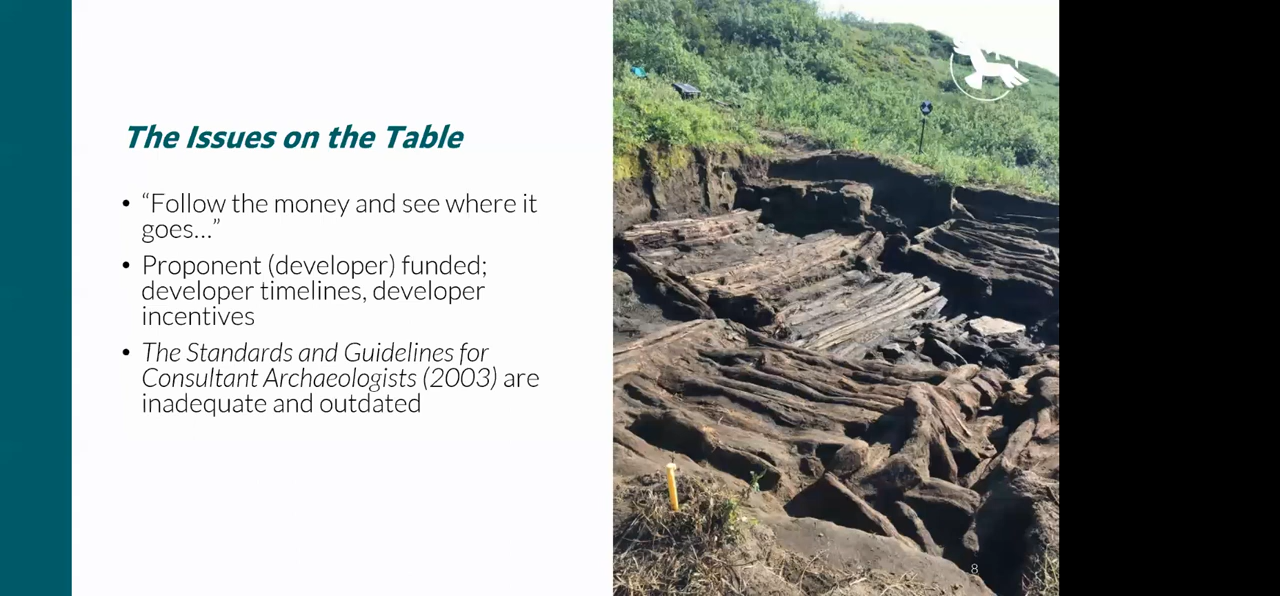 The Issues on the Table
• “Follow the money and see where it
goes...”
• Proponent (developer) funded;
developer timelines, developer
incentives
• The Standards and Guidelines for
Consultant Archaeologists (2003) are
inadequate and outdated
8